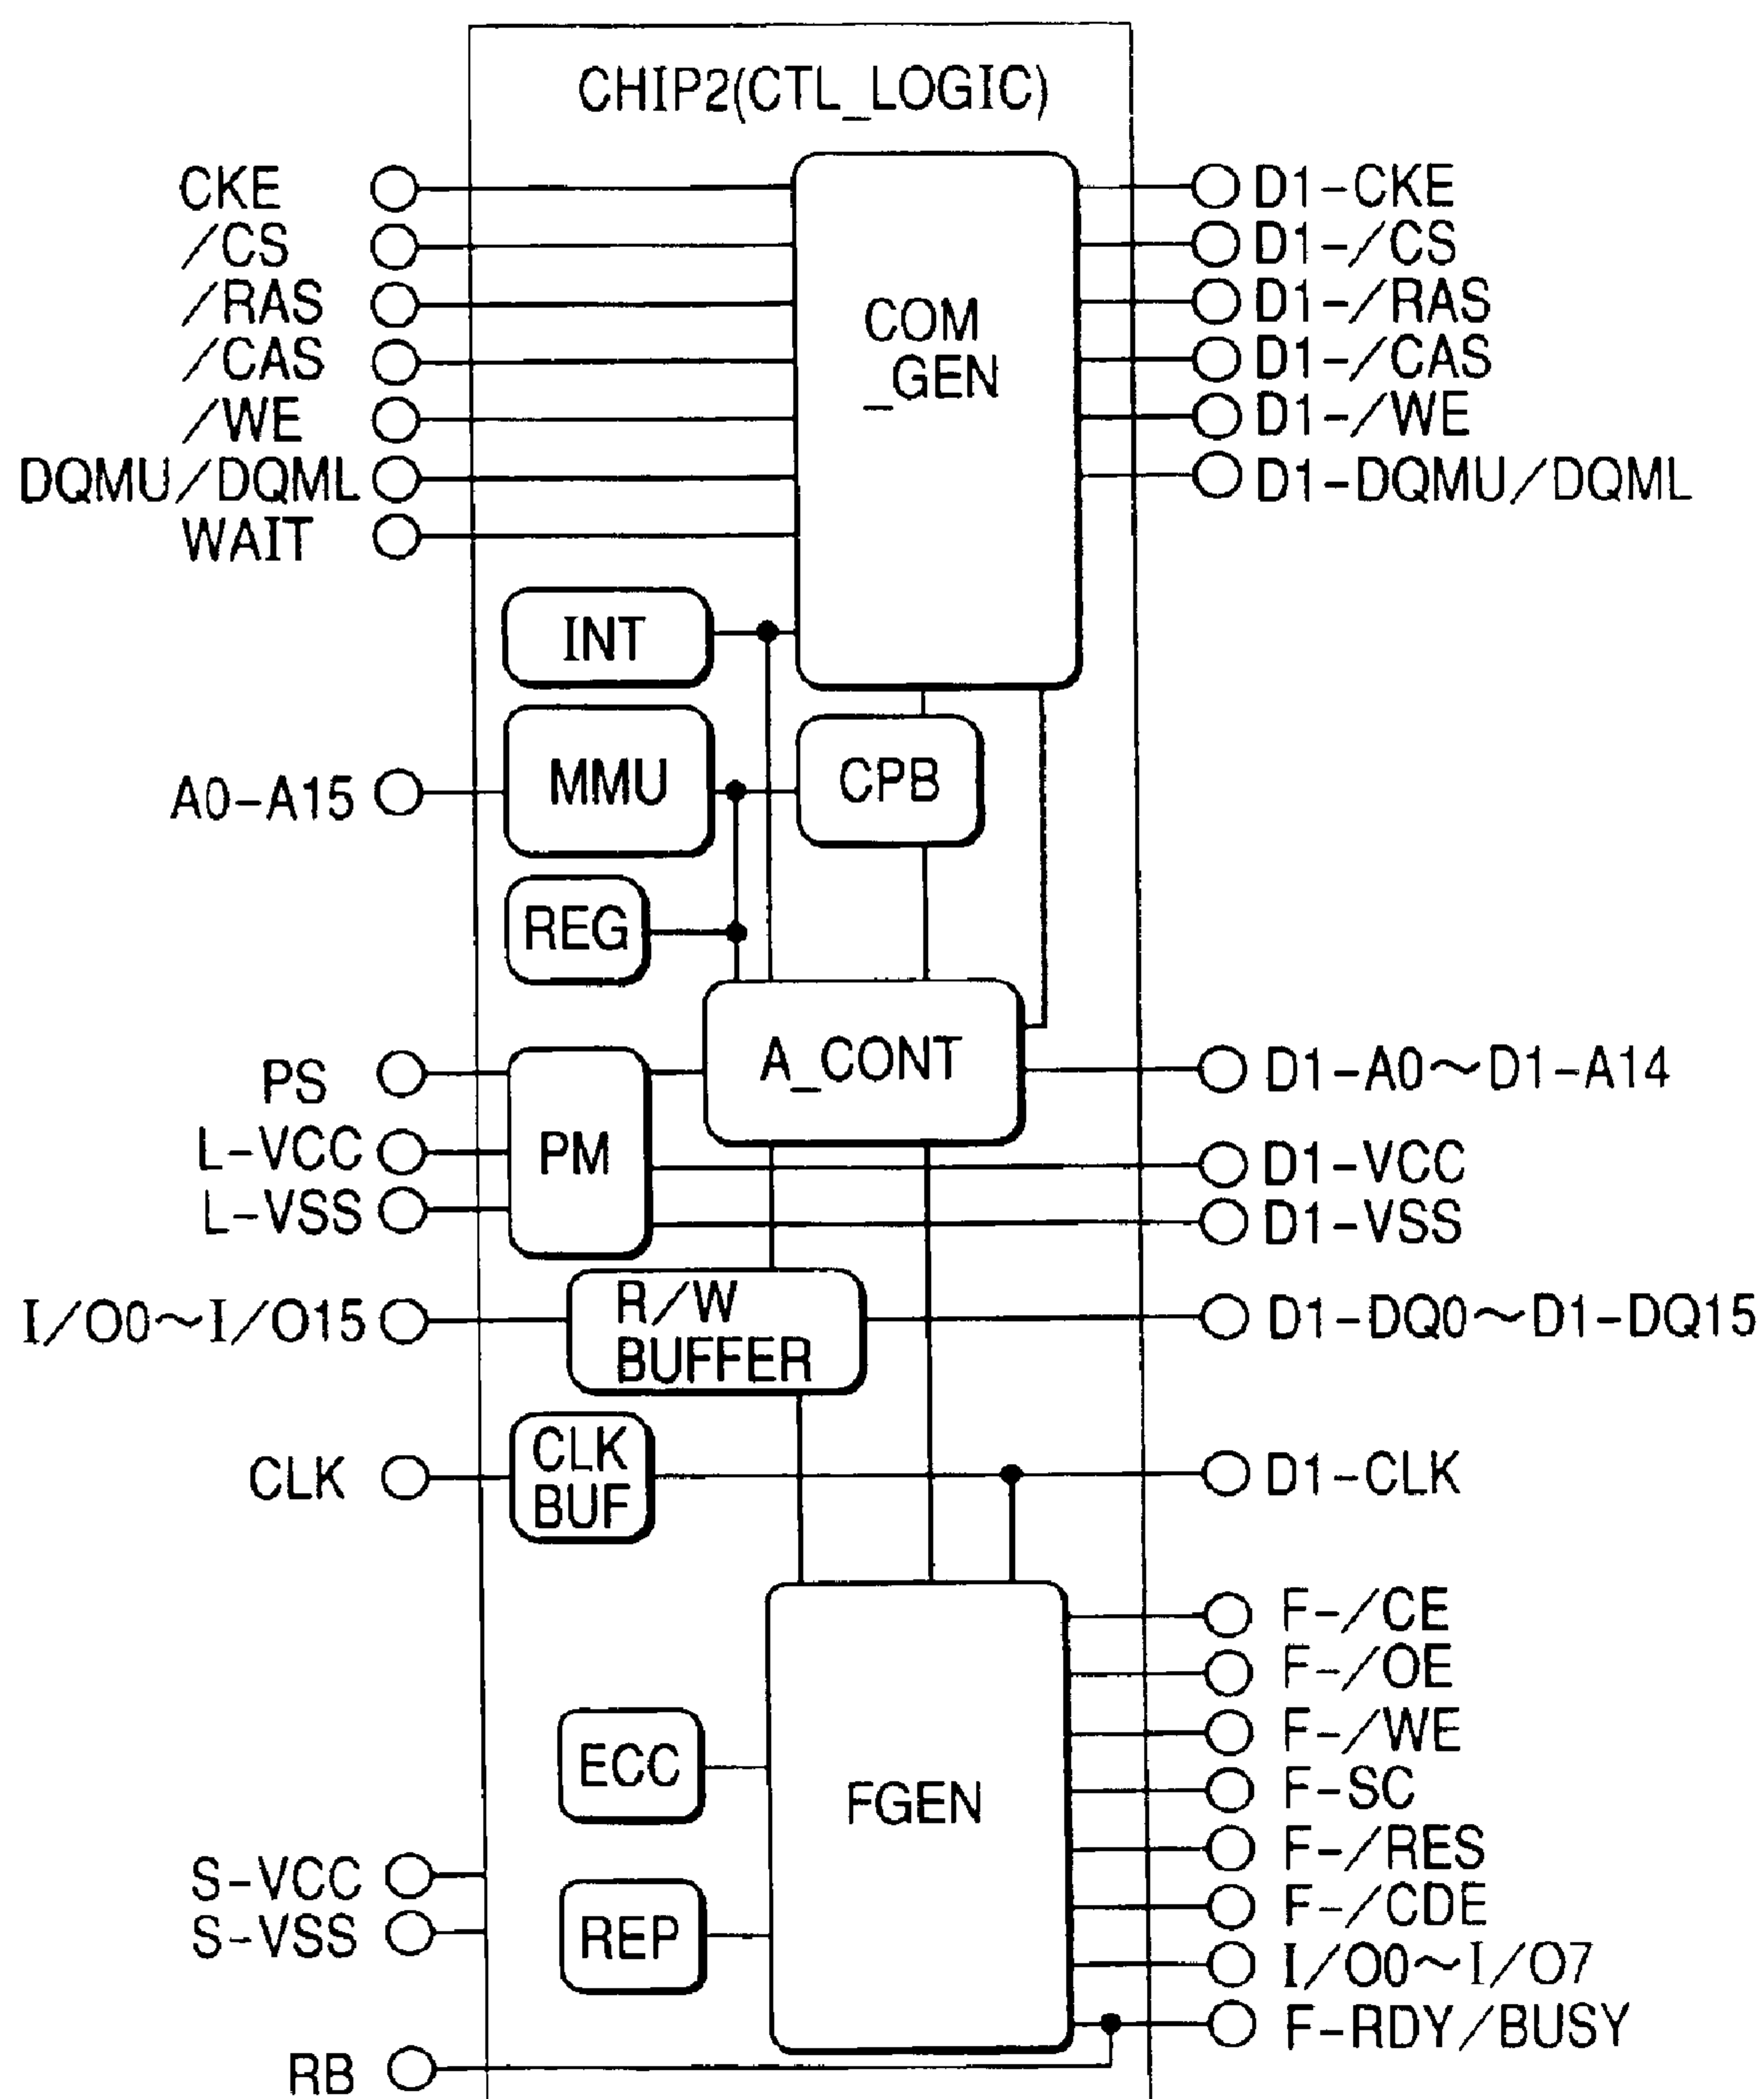 CHIP2(CTL_LOGIC)
CKE
/CS
/RAS
/CAS
/WE
DQMU/DQML
WAIT
COM
_GEN
D1-CKE
D1-/CS
D1-/RAS
D1-/CAS
D1-/WE
D1-DQMU/DQML
INT
A0-A15
MMU
CPB
REG
PS
L-VCC
L-VSS
PM
A_CONT
D1-A0~D1-A14
D1-VCC
D1-VSS
I/O0~I/O15
R/W
BUFFER
D1-DQ0~D1-DQ15
CLK
CLK
BUF
D1-CLK
ECC
REP
FGEN
F-/CE
F-/OE
F-/WE
F-SC
F-/RES
F-/CDE
I/O0~I/O7
F-RDY/BUSY
S-VCC
S-VSS
RB